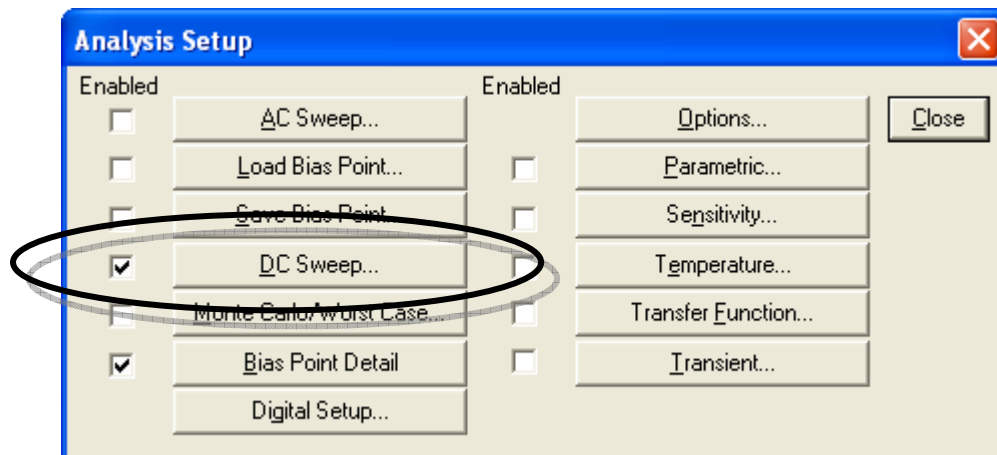 Analysis Setup
Enabled
AC Sweep...
Load Bias Point...
Save Bias Point...
DC Sweep...
Monte Carlo/Worst Case...
Bias Point Detail
Digital Setup...
Enabled
Options...
Parametric...
Sensitivity...
Temperature...
Transfer Function...
Transient...
Close